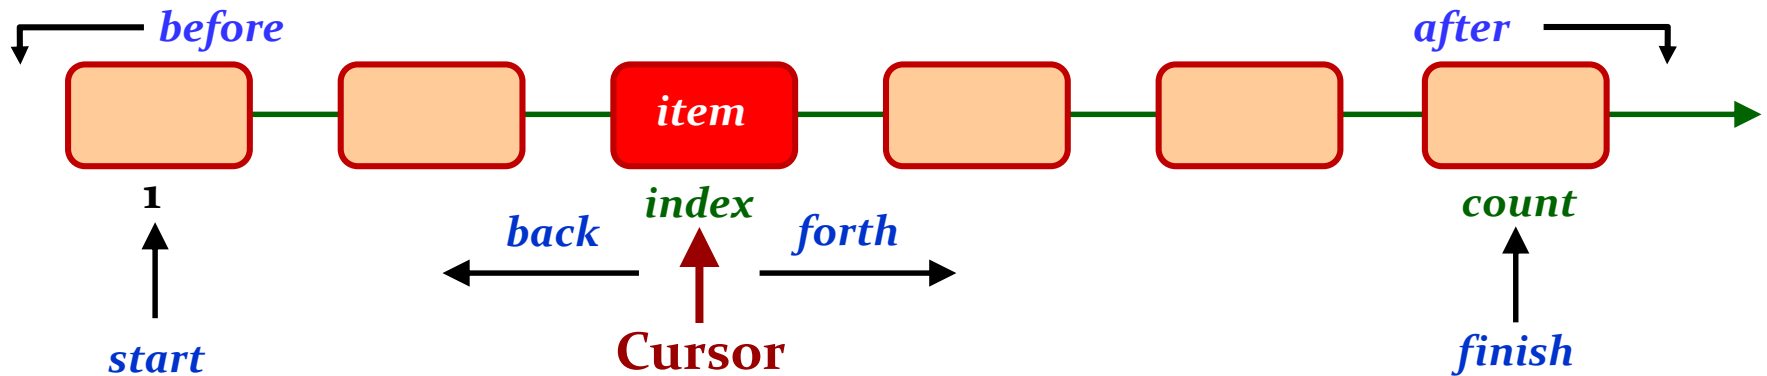 before after
item
1 index count
back forth
start Cursor finish